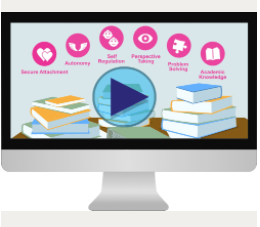 Secure Attachment
Autonomy
Self
Regulation
Perspective
Taking
Problem
Solving
Academic
Knowledge